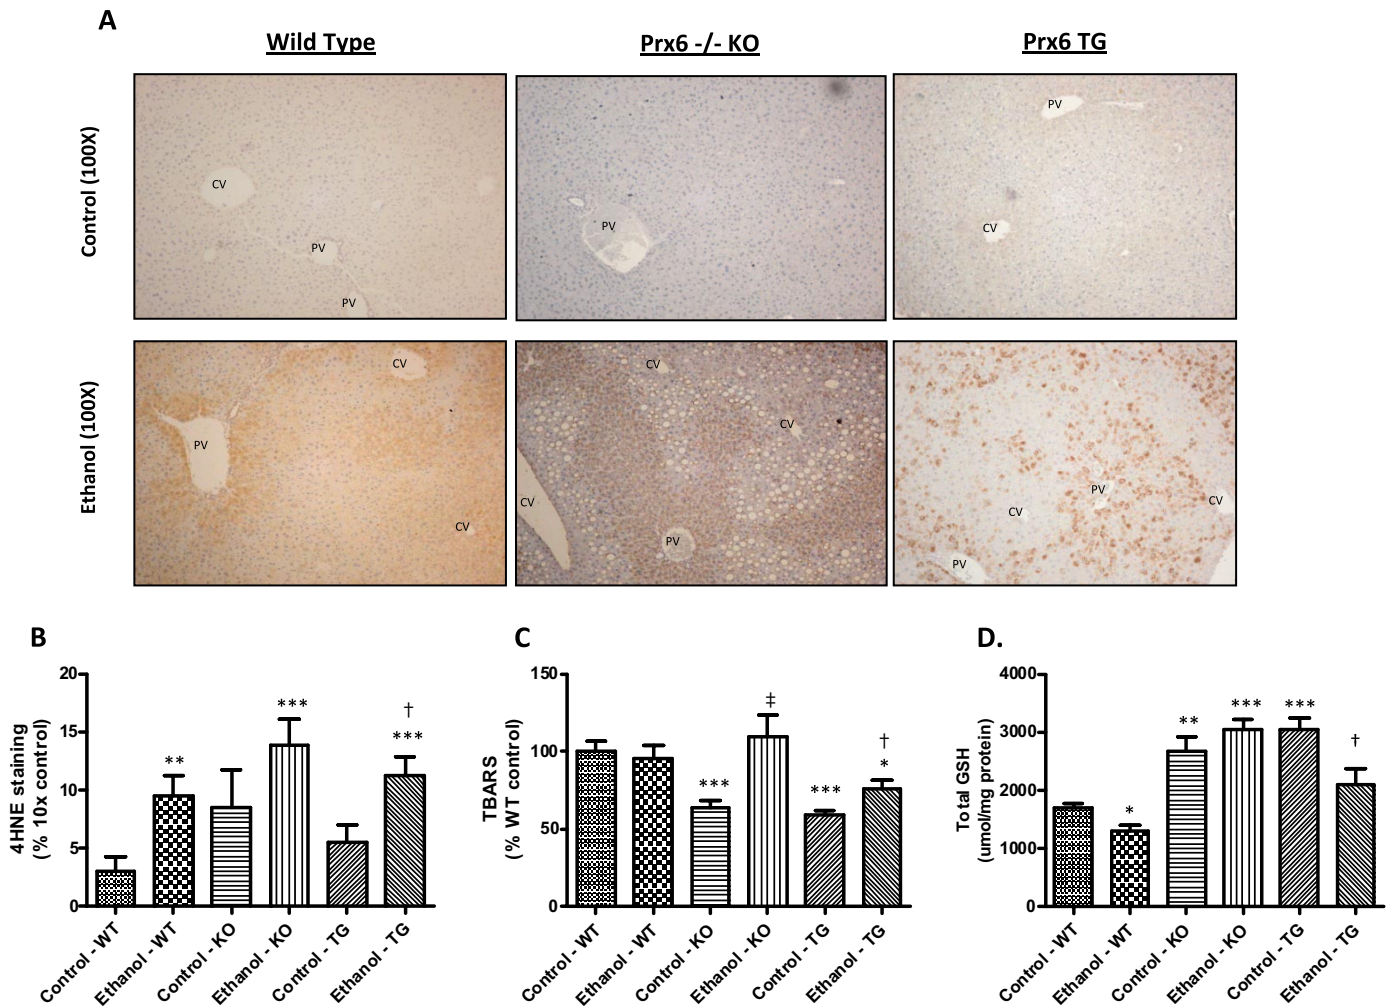 A
Wild Type
Prx6 -/- KO
Prx6 TG
Control (100X)
CV
PV
PV
PV
PV
CV
Ethanol (100X)
CV
PV
CV
CV
CV
CV
PV
PV
CV
CV
PV
B
4HNE staining
(% 10x control)
20
15
10
5
0
**
***
†
***
Control - WT
Ethanol - WT
Control - KO
Ethanol - KO
Control - TG
Ethanol - TG
C
TBARS
(% WT control)
150
100
50
0
***
‡
***
†
*
Control - WT
Ethanol - WT
Control - KO
Ethanol - KO
Control - TG
Ethanol - TG
D.
Total GSH
(umol/mg protein)
4000
3000
2000
1000
0
*
**
***
***
†
Control - WT
Ethanol - WT
Control - KO
Ethanol - KO
Control - TG
Ethanol - TG